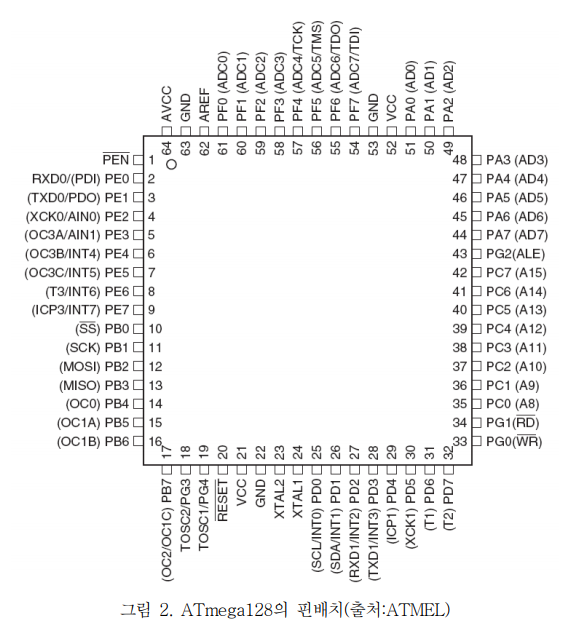 AVCC
GND
AREF
PF0 (ADC0)
PF1 (ADC1)
PF2 (ADC2)
PF3 (ADC3)
PF4 (ADC4/TCK)
PF5 (ADC5/TMS)
PF6 (ADC6/TDO)
PF7 (ADC7/TDI)
GND
VCC
PA0 (AD0)
PA1 (AD1)
PA2 (AD2)
64 63 62 61 60 59 58 57 56 55 54 53 52 51 50 49
PEN 1
RXD0/(PDI) PE0 2
(TXD0/PDO) PE1 3
(XCK0/AIN0) PE2 4
(OC3A/AIN1) PE3 5
(OC3B/INT4) PE4 6
(OC3C/INT5) PE5 7
(T3/INT6) PE6 8
(ICP3/INT7) PE7 9
(SS) PB0 10
(SCK) PB1 11
(MOSI) PB2 12
(MISO) PB3 13
(OC0) PB4 14
(OC1A) PB5 15
(OC1B) PB6 16
48 PA3 (AD3)
47 PA4 (AD4)
46 PA5 (AD5)
45 PA6 (AD6)
44 PA7 (AD7)
43 PG2(ALE)
42 PC7 (A15)
41 PC6 (A14)
40 PC5 (A13)
39 PC4 (A12)
38 PC3 (A11)
37 PC2 (A10)
36 PC1 (A9)
35 PC0 (A8)
34 PG1(RD)
33 PG0(WR)
17 18 19 20 21 22 23 24 25 26 27 28 29 30 31 32
(OC2/OC1C) PB7
TOSC2/PG3
TOSC1/PG4
RESET
VCC
GND
XTAL2
XTAL1
(SCL/INT0) PD0
(SDA/INT1) PD1
(RXD1/INT2) PD2
(TXD1/INT3) PD3
(ICP1) PD4
(XCK1) PD5
(T1) PD6
(T2) PD7
그림 2. ATmega128의 핀배치(출처:ATMEL)